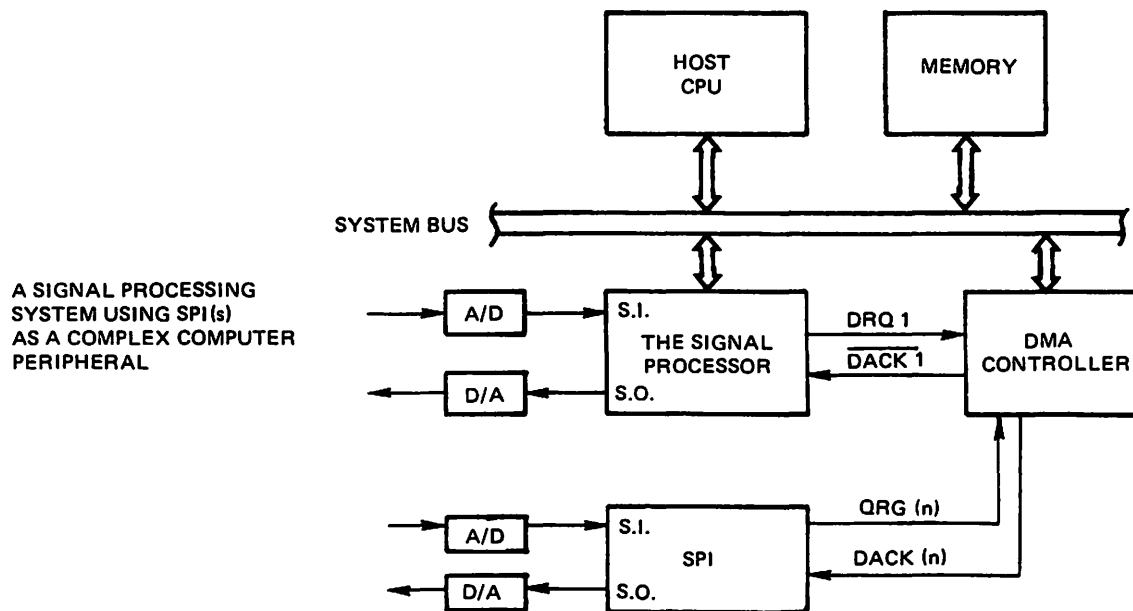 HOST
CPU
MEMORY
SYSTEM BUS
A SIGNAL PROCESSING
SYSTEM USING SPI(s)
AS A COMPLEX COMPUTER
PERIPHERAL
A/D
S.I.
THE SIGNAL
PROCESSOR
DRQ 1
DACK 1
DMA
CONTROLLER
D/A
S.O.
QRG (n)
A/D
S.I.
SPI
DACK (n)
D/A
S.O.